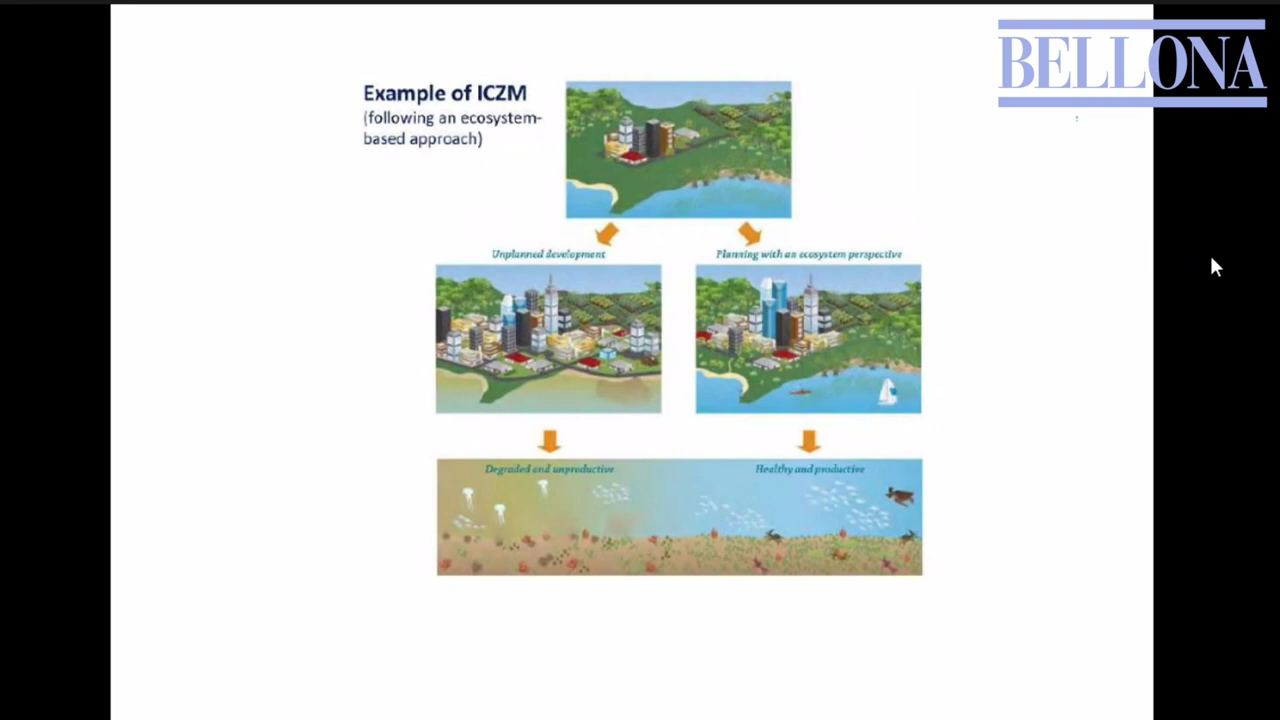 BELLONA
Example of ICZM
(following an ecosystem-
based approach)
Unplanned development
Planning with an ecosystem perspective
Degraded and unproductive
Healthy and productive